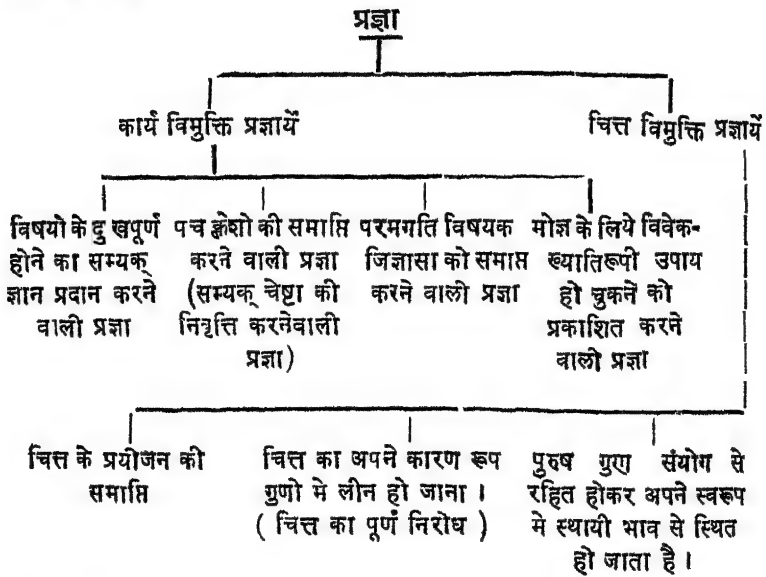 प्रज्ञा
कार्य विमुक्ति प्रज्ञायें
चित्त विमुक्ति प्रज्ञायें
विषयो के दु खपूर्ण
होने का सम्यक्
ज्ञान प्रदान करने
वाली प्रज्ञा
पच क्लेशो की समाप्ति
करने वाली प्रज्ञा
(सम्यक् चेष्टा की
निवृत्ति करनेवाली
प्रज्ञा)
परमगति विषयक
जिज्ञासा को समाप्त
करने वाली प्रज्ञा
मोक्ष के लिये विवेक-
ख्यातिरूपी उपाय
हो चुकने को
प्रकाशित करने
वाली प्रज्ञा
चित्त के प्रयोजन की
समाप्ति
चित्त का अपने कारण रूप
गुणो मे लीन हो जाना ।
( चित्त का पूर्ण निरोध )
पुरुष गुण संयोग से
रहित होकर अपने स्वरूप
मे स्थायी भाव से स्थित
हो जाता है ।